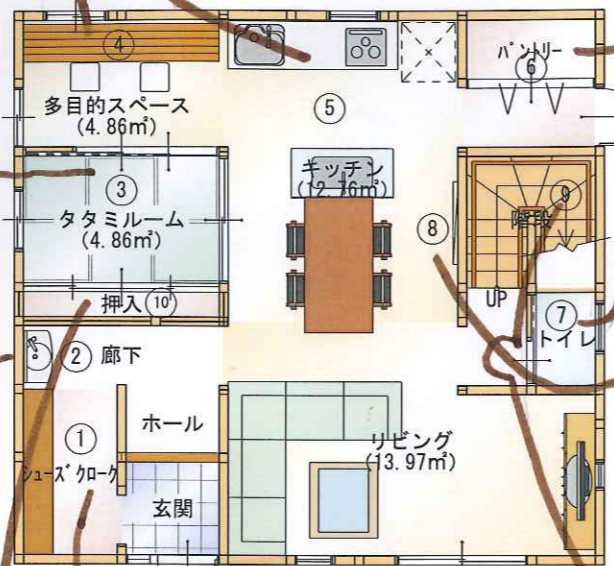 ④
多目的スペース
(4.86㎡)
⑤
パントリー
⑥
③
タタミルーム
(4.86㎡)
キッチン
(12.76㎡)
⑧
⑨
階段
押入 ⑩
UP
⑦
トイレ
② 廊下
①
シューズクローク
ホール
玄関
リビング
(13.97㎡)